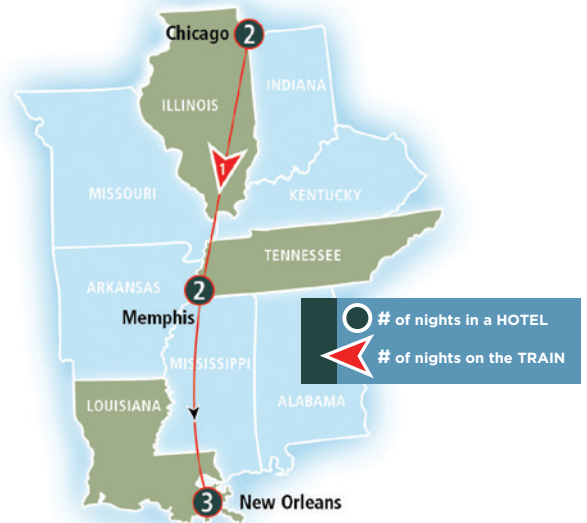 Chicago
2
INDIANA
ILLINOIS
1
MISSOURI
KENTUCKY
TENNESSEE
ARKANSAS
2
Memphis
# of nights in a HOTEL
# of nights on the TRAIN
MISSISSIPPI
ALABAMA
LOUISIANA
3
New Orleans